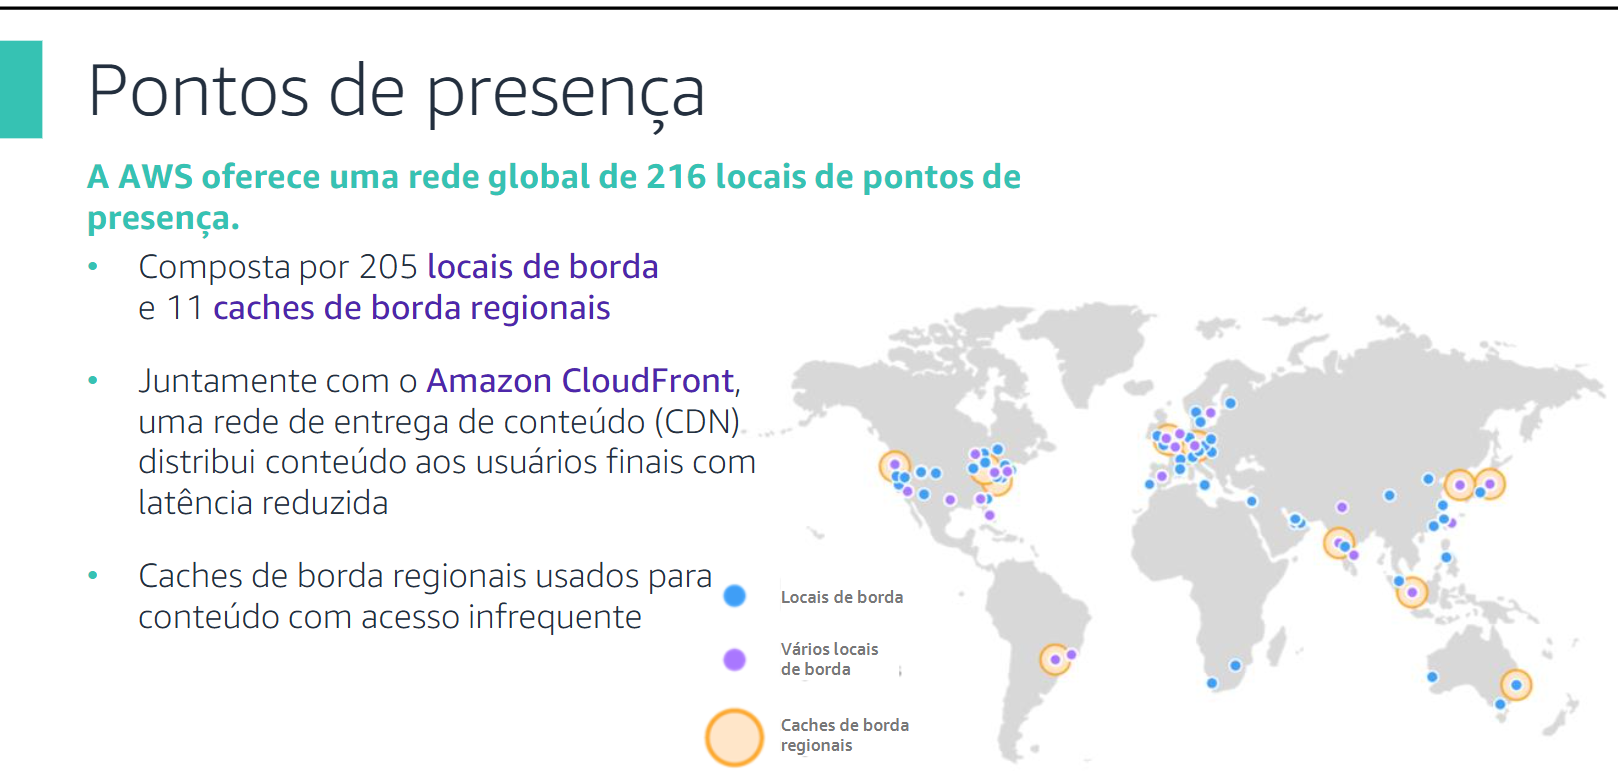 Pontos de presença
A AWS oferece uma rede global de 216 locais de pontos de
presença.
• Composta por 205 locais de borda
e 11 caches de borda regionais
• Juntamente com o Amazon CloudFront,
uma rede de entrega de conteúdo (CDN)
distribui conteúdo aos usuários finais com
latência reduzida
• Caches de borda regionais usados para
conteúdo com acesso infrequente
Locais de borda
Vários locais
de borda
Caches de borda
regionais